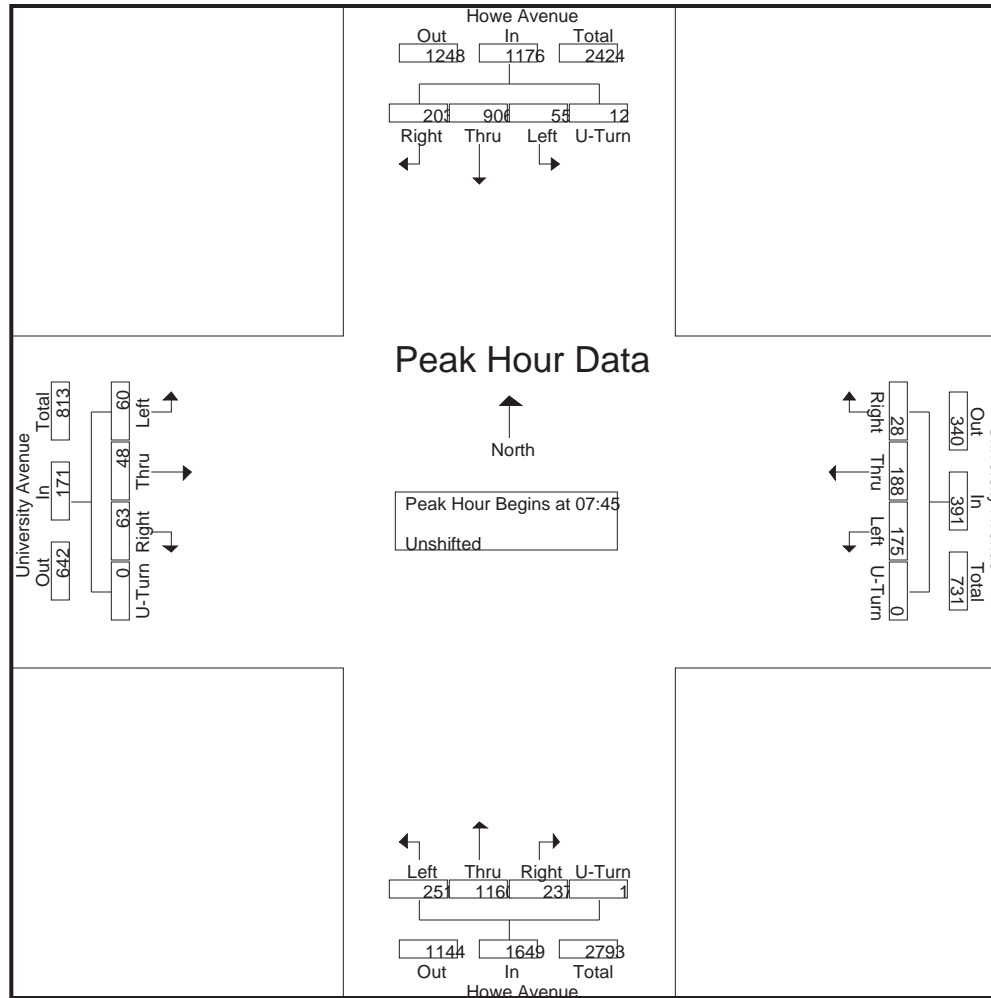 Howe Avenue
Out In Total
1248 1176 2424
203 906 55 12
Right Thru Left U-Turn
Peak Hour Data
North
Peak Hour Begins at 07:45
Unshifted
University Avenue
Total In Out
813 171 642
60 48 63 0
Left Thru Right U-Turn
Right Thru Left U-Turn
28 188 175 0
340 391 731
Out In Total
Left Thru Right U-Turn
251 1160 237 1
1144 1649 2793
Out In Total
Howe Avenue